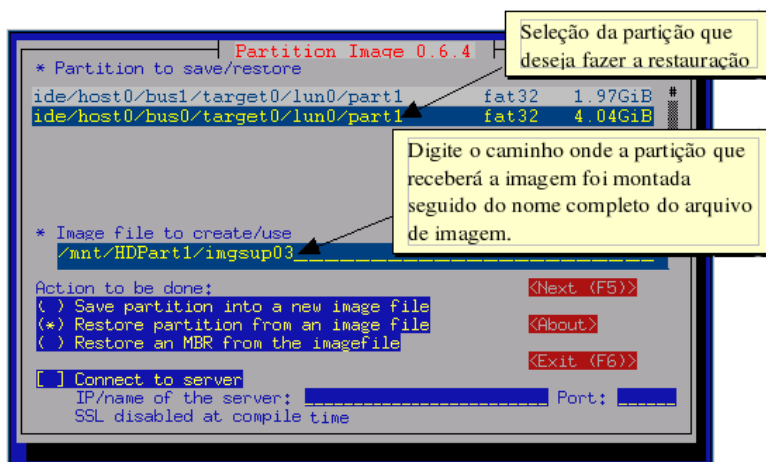 Seleção da partição que
deseja fazer a restauração
Partition Image 0.6.4
* Partition to save/restore
ide/host0/bus1/target0/lun0/part1 fat32 1.97GiB #
ide/host0/bus0/target0/lun0/part1 fat32 4.04GiB
Digite o caminho onde a partição que
receberá a imagem foi montada
seguido do nome completo do arquivo
de imagem.
* Image file to create/use
/mnt/HDPart1/imgsup03
Action to be done:
<Next (F5)>
( ) Save partition into a new image file
(*) Restore partition from an image file
<About>
( ) Restore an MBR from the imagefile
<Exit (F6)>
[ ] Connect to server
IP/name of the server: Port:
SSL disabled at compile time